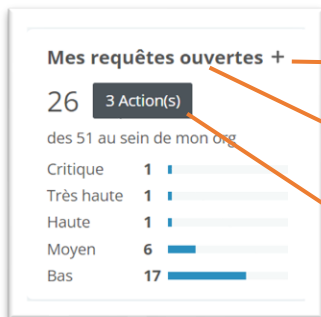 Mes requêtes ouvertes +
26 3 Action(s)
des 51 au sein de mon org
Critique 1
Très haute 1
Haute 1
Moyen 6
Bas 17